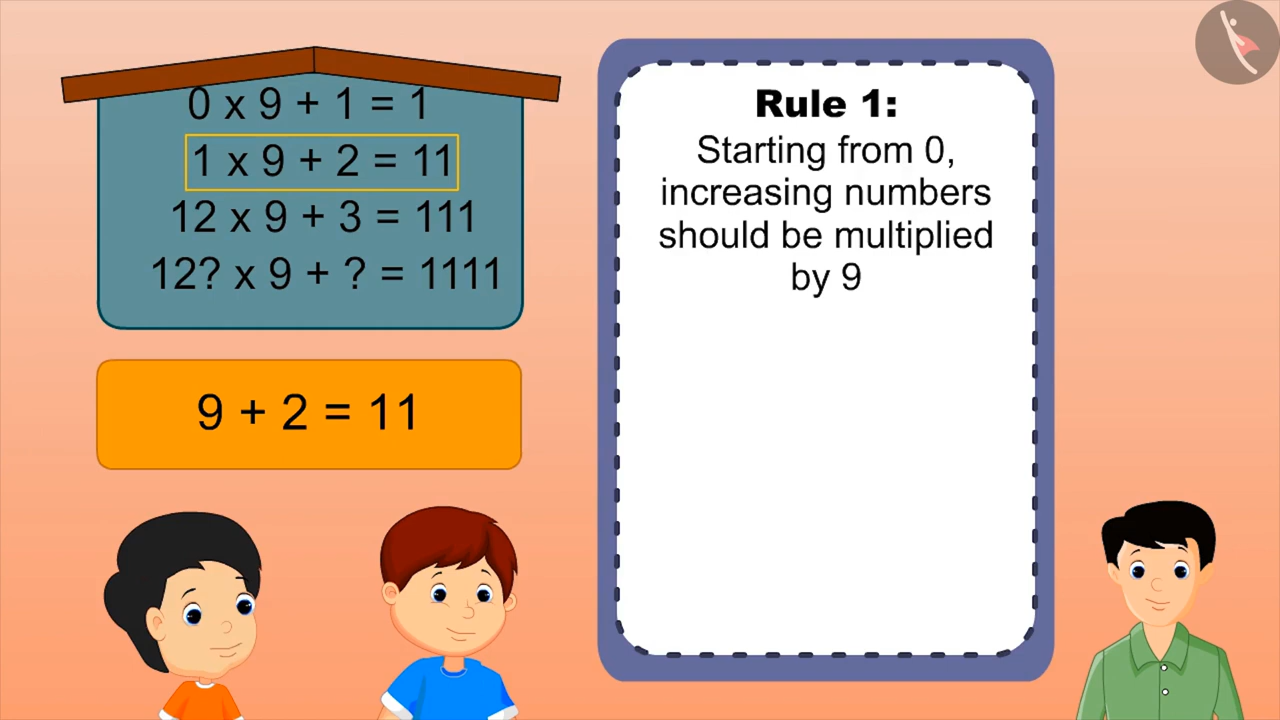 0 x 9 + 1 = 1
1 x 9 + 2 = 11
12 x 9 + 3 = 111
12? x 9 + ? = 1111
9 + 2 = 11
Rule 1:
Starting from 0,
increasing numbers
should be multiplied
by 9